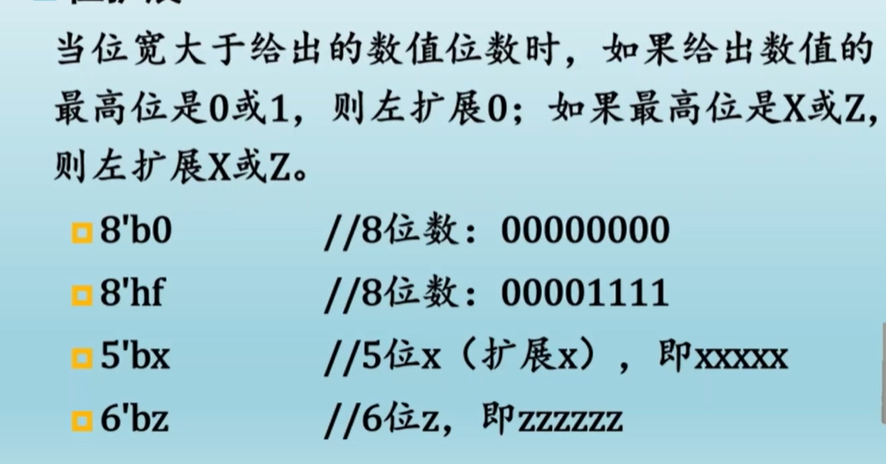 位扩展
当位宽大于给出的数值位数时，如果给出数值的
最高位是0或1，则左扩展0；如果最高位是X或Z，
则左扩展X或Z。
8'b0 //8位数：00000000
8'hf //8位数：00001111
5'bx //5位x（扩展x），即xxxxx
6'bz //6位z，即zzzzzz